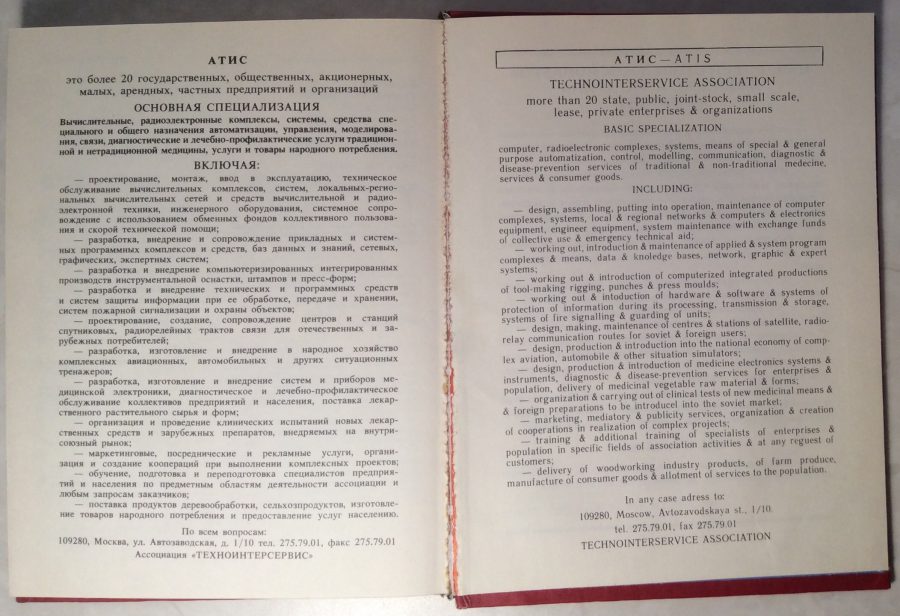 АТИС
это более 20 государственных, общественных, акционерных,
малых, арендных, частных предприятий и организаций
ОСНОВНАЯ СПЕЦИАЛИЗАЦИЯ
Вычислительные, радиоэлектронные комплексы, системы, средства спе-
циального и общего назначения автоматизации, управления, моделирова-
ния, связи, диагностические и лечебно-профилактические услуги традицион-
ной и нетрадиционной медицины, услуги и товары народного потребления.
ВКЛЮЧАЯ:
— проектирование, монтаж, ввод в эксплуатацию, техническое
обслуживание вычислительных комплексов, систем, локальных-регио-
нальных вычислительных сетей и средств вычислительной и радио-
электронной техники, инженерного оборудования, системное сопро-
вождение с использованием обменных фондов коллективного пользова-
ния и скорой технической помощи;
— разработка, внедрение и сопровождение прикладных и систем-
ных программных комплексов и средств, баз данных и знаний, сетевых,
графических, экспертных систем;
— разработка и внедрение компьютеризированных интегрированных
производств инструментальной оснастки, штампов и пресс-форм;
— разработка и внедрение технических и программных средств
и систем защиты информации при ее обработке, передаче и хранении,
систем пожарной сигнализации и охраны объектов;
— проектирование, создание, сопровождение центров и станций
спутниковых, радиорелейных трактов связи для отечественных и за-
рубежных потребителей;
— разработка, изготовление и внедрение в народное хозяйство
комплексных авиационных, автомобильных и других ситуационных
тренажеров;
— разработка, изготовление и внедрение систем и приборов ме-
дицинской электроники, диагностическое и лечебно-профилактическое
обслуживание коллективов предприятий и населения, поставка лекар-
ственного растительного сырья и форм;
— организация и проведение клинических испытаний новых лекар-
ственных средств и зарубежных препаратов, внедряемых на внутри-
союзный рынок;
— маркетинговые, посреднические и рекламные услуги, органи-
зация и создание коопераций при выполнении комплексных проектов;
— обучение, подготовка и переподготовка специалистов предприя-
тий и населения по предметным областям деятельности ассоциации и
любым запросам заказчиков;
— поставка продуктов деревообработки, сельхозпродуктов, изготовле-
ние товаров народного потребления и предоставление услуг населению.
По всем вопросам:
109280, Москва, ул. Автозаводская, д. 1/10 тел. 275.79.01, факс 275.79.01
Ассоциация «ТЕХНОИНТЕРСЕРВИС»
АТИС — ATIS
TECHNOINTERSERVICE ASSOCIATION
more than 20 state, public, joint-stock, small scale,
lease, private enterprises & organizations
BASIC SPECIALIZATION
computer, radioelectronic complexes, systems, means of special & general
purpose automatization, control, modelling, communication, diagnostic &
disease-prevention services of traditional & non-traditional medecine,
services & consumer goods.
INCLUDING:
— design, assembling, putting into operation, maintenance of computer
complexes, systems, local & regional networks & computers & electronics
equipment, engineer equipment, system maintenance with exchange funds
of collective use & emergency technical aid;
— working out, introduction & maintenance of applied & system program
complexes & means, data & knoledge bases, network, graphic & expert
systems;
— working out & introduction of computerized integrated productions
of tool-making rigging, punches & press moulds;
— working out & intoduction of hardware & software & systems of
protection of information during its processing, transmission & storage,
systems of fire signalling & guarding of units;
— design, making, maintenance of centres & stations of satellite, radio-
relay communication routes for soviet & foreign users;
— design, production & introduction into the national economy of comp-
lex aviation, automobile & other situation simulators;
— design, production & introduction of medicine electronics systems &
instruments, diagnostic & disease-prevention services for enterprises &
population, delivery of medicinal vegetable raw material & forms;
— organization & carrying out of clinical tests of new medicinal means &
& foreign preparations to be introducel into the soviet market;
— marketing, mediatory & publicity services, organization & creation
of cooperations in realization of complex projects;
— training & additional training of specialists of enterprises &
population in specific fields of association activities & at any reguest of
customers;
— delivery of woodworking industry products, of farm produce,
manufacture of consumer goods & allotment of services to the population.
In any case adress to:
109280, Moscow, Avtozavodskaya st., 1/10
tel. 275.79.01, fax 275.79.01
TECHNOINTERSERVICE ASSOCIATION